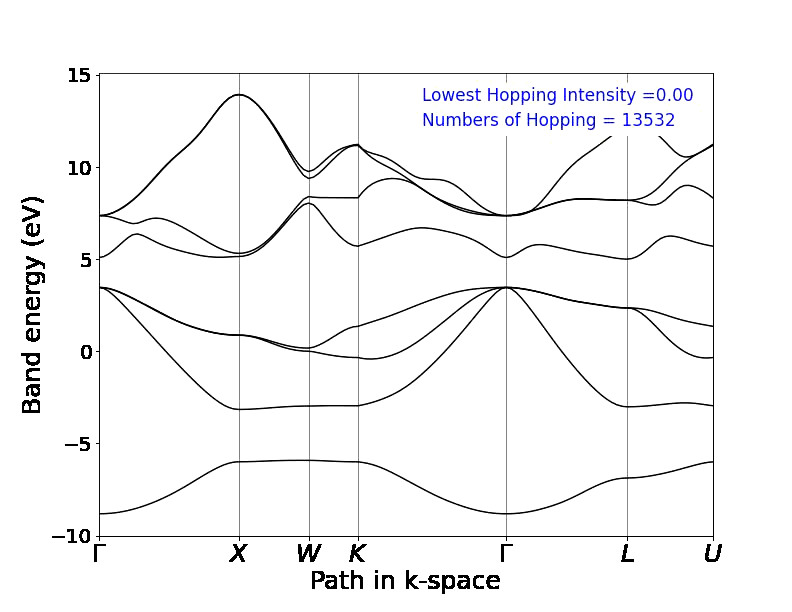 Lowest Hopping Intensity =0.00
Numbers of Hopping = 13532
15
10
5
0
−5
−10
Band energy (eV)
Γ X W K Γ L U
Path in k-space